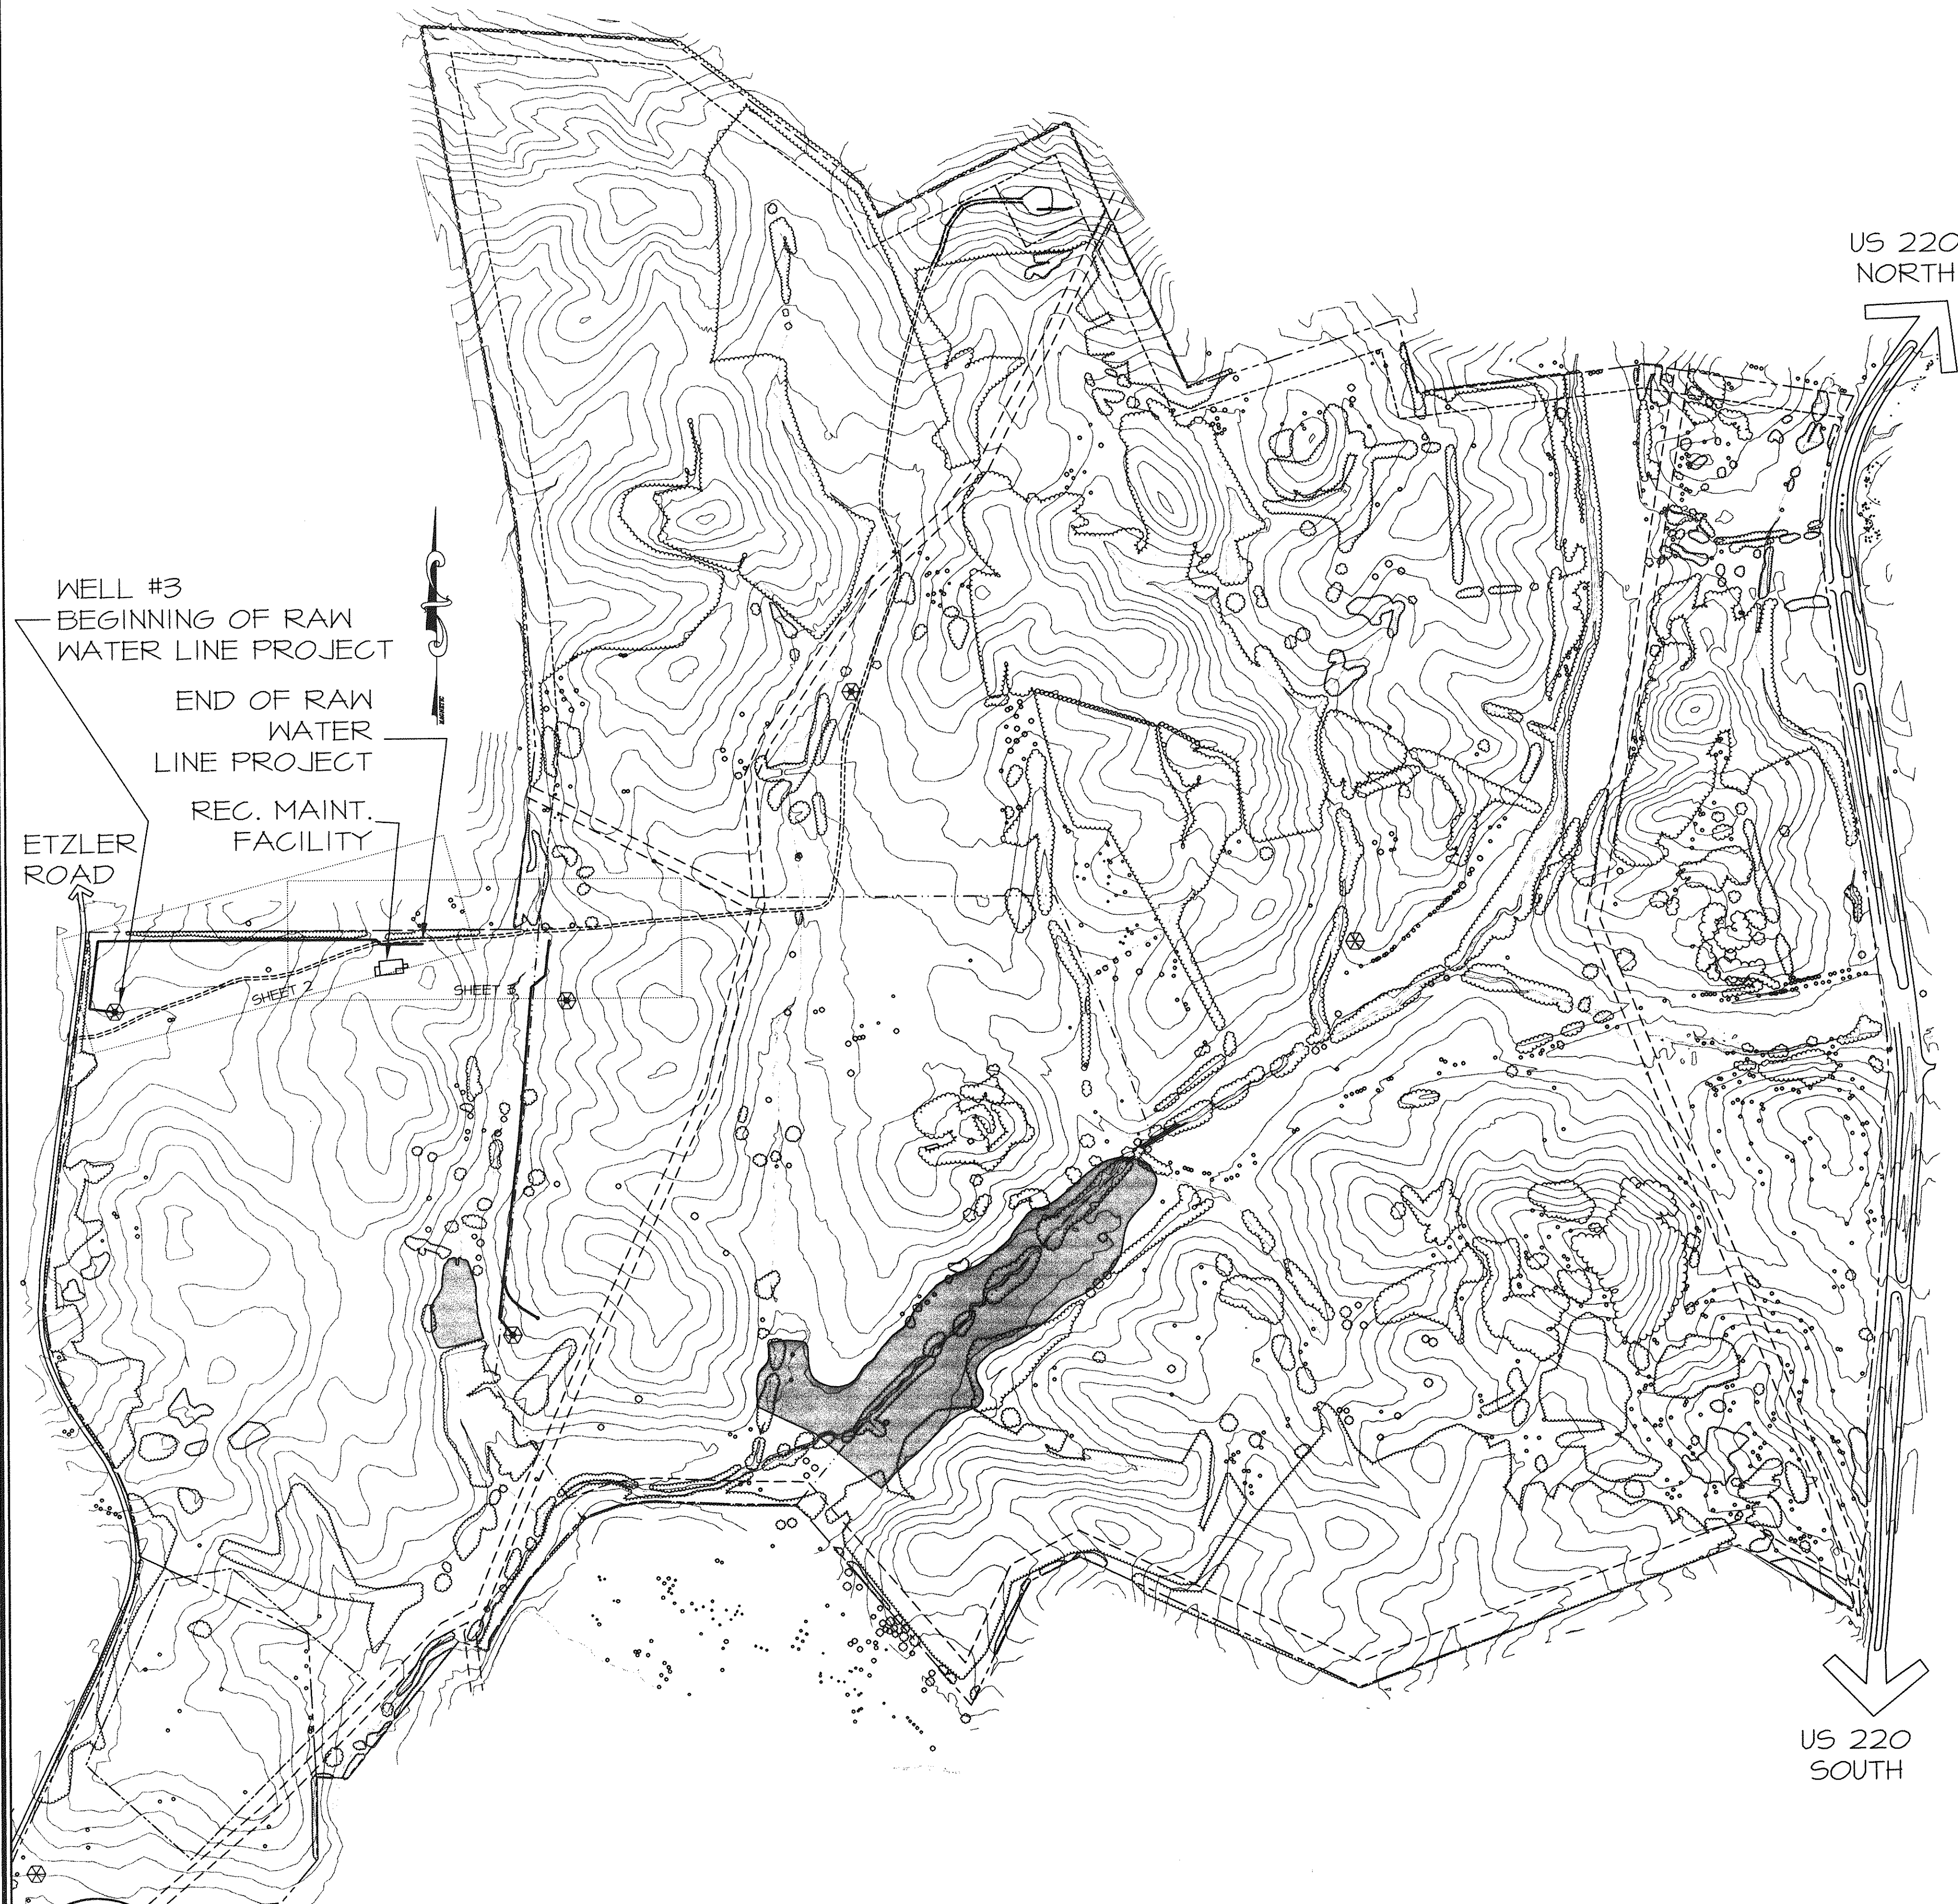 US 220
NORTH
WELL #3
BEGINNING OF RAW
WATER LINE PROJECT
END OF RAW
WATER
LINE PROJECT
REC. MAINT.
FACILITY
ETZLER
ROAD
SHEET 2
SHEET 3
US 220
SOUTH